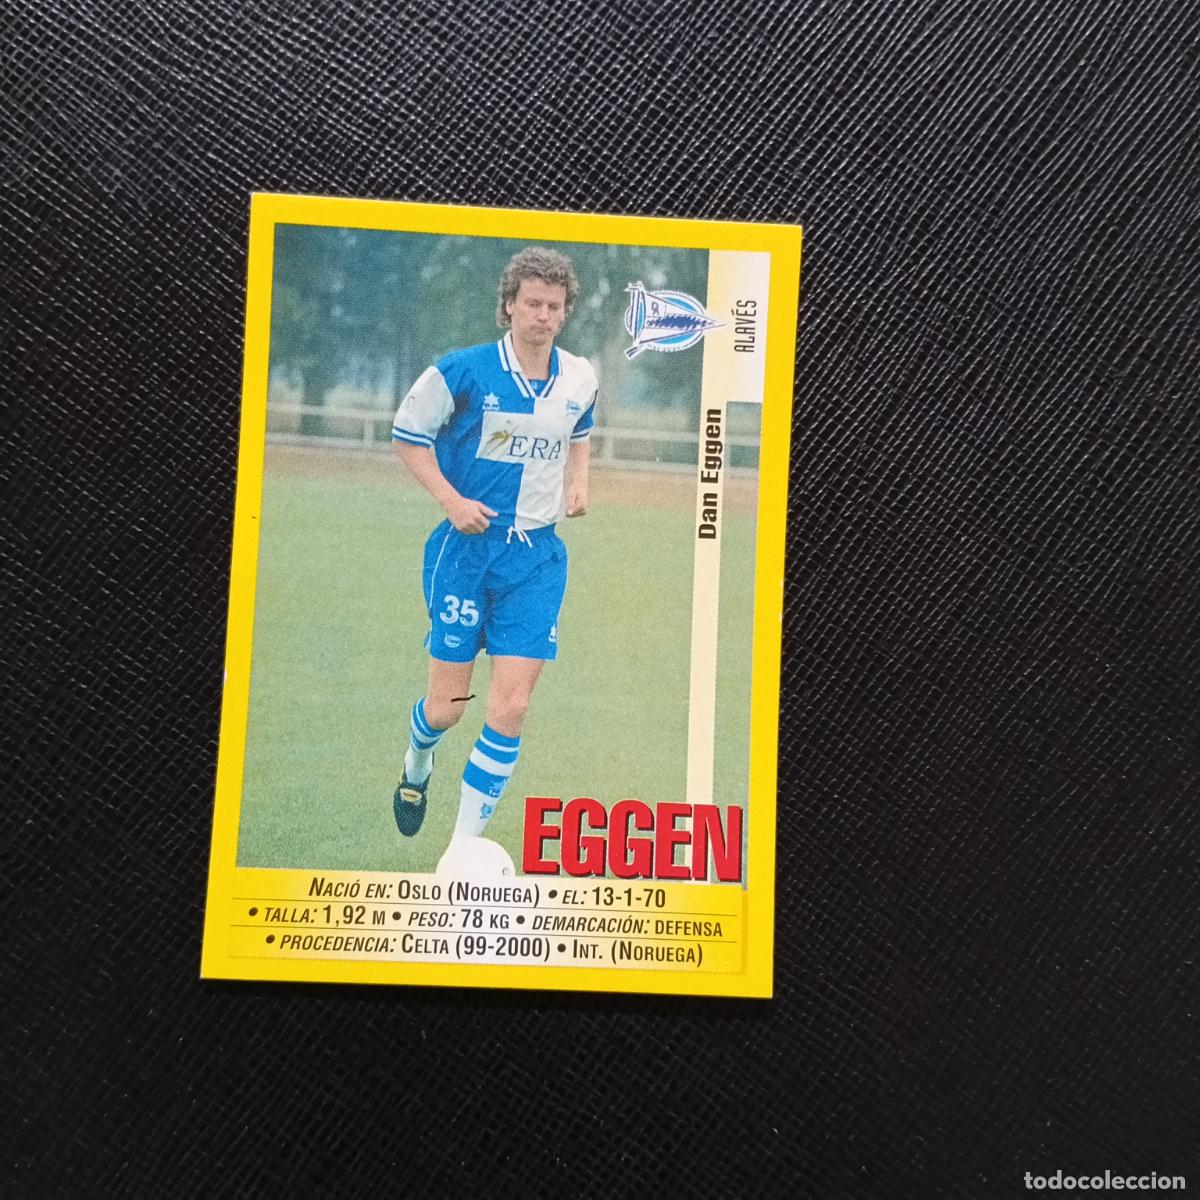 ALAVÉS
Dan Eggen
ERA
35
EGGEN
NACIÓ EN: OSLO (NORUEGA) • EL: 13-1-70
• TALLA: 1,92 M • PESO: 78 KG • DEMARCACIÓN: DEFENSA
• PROCEDENCIA: CELTA (99-2000) • INT. (NORUEGA)
todocoleccion